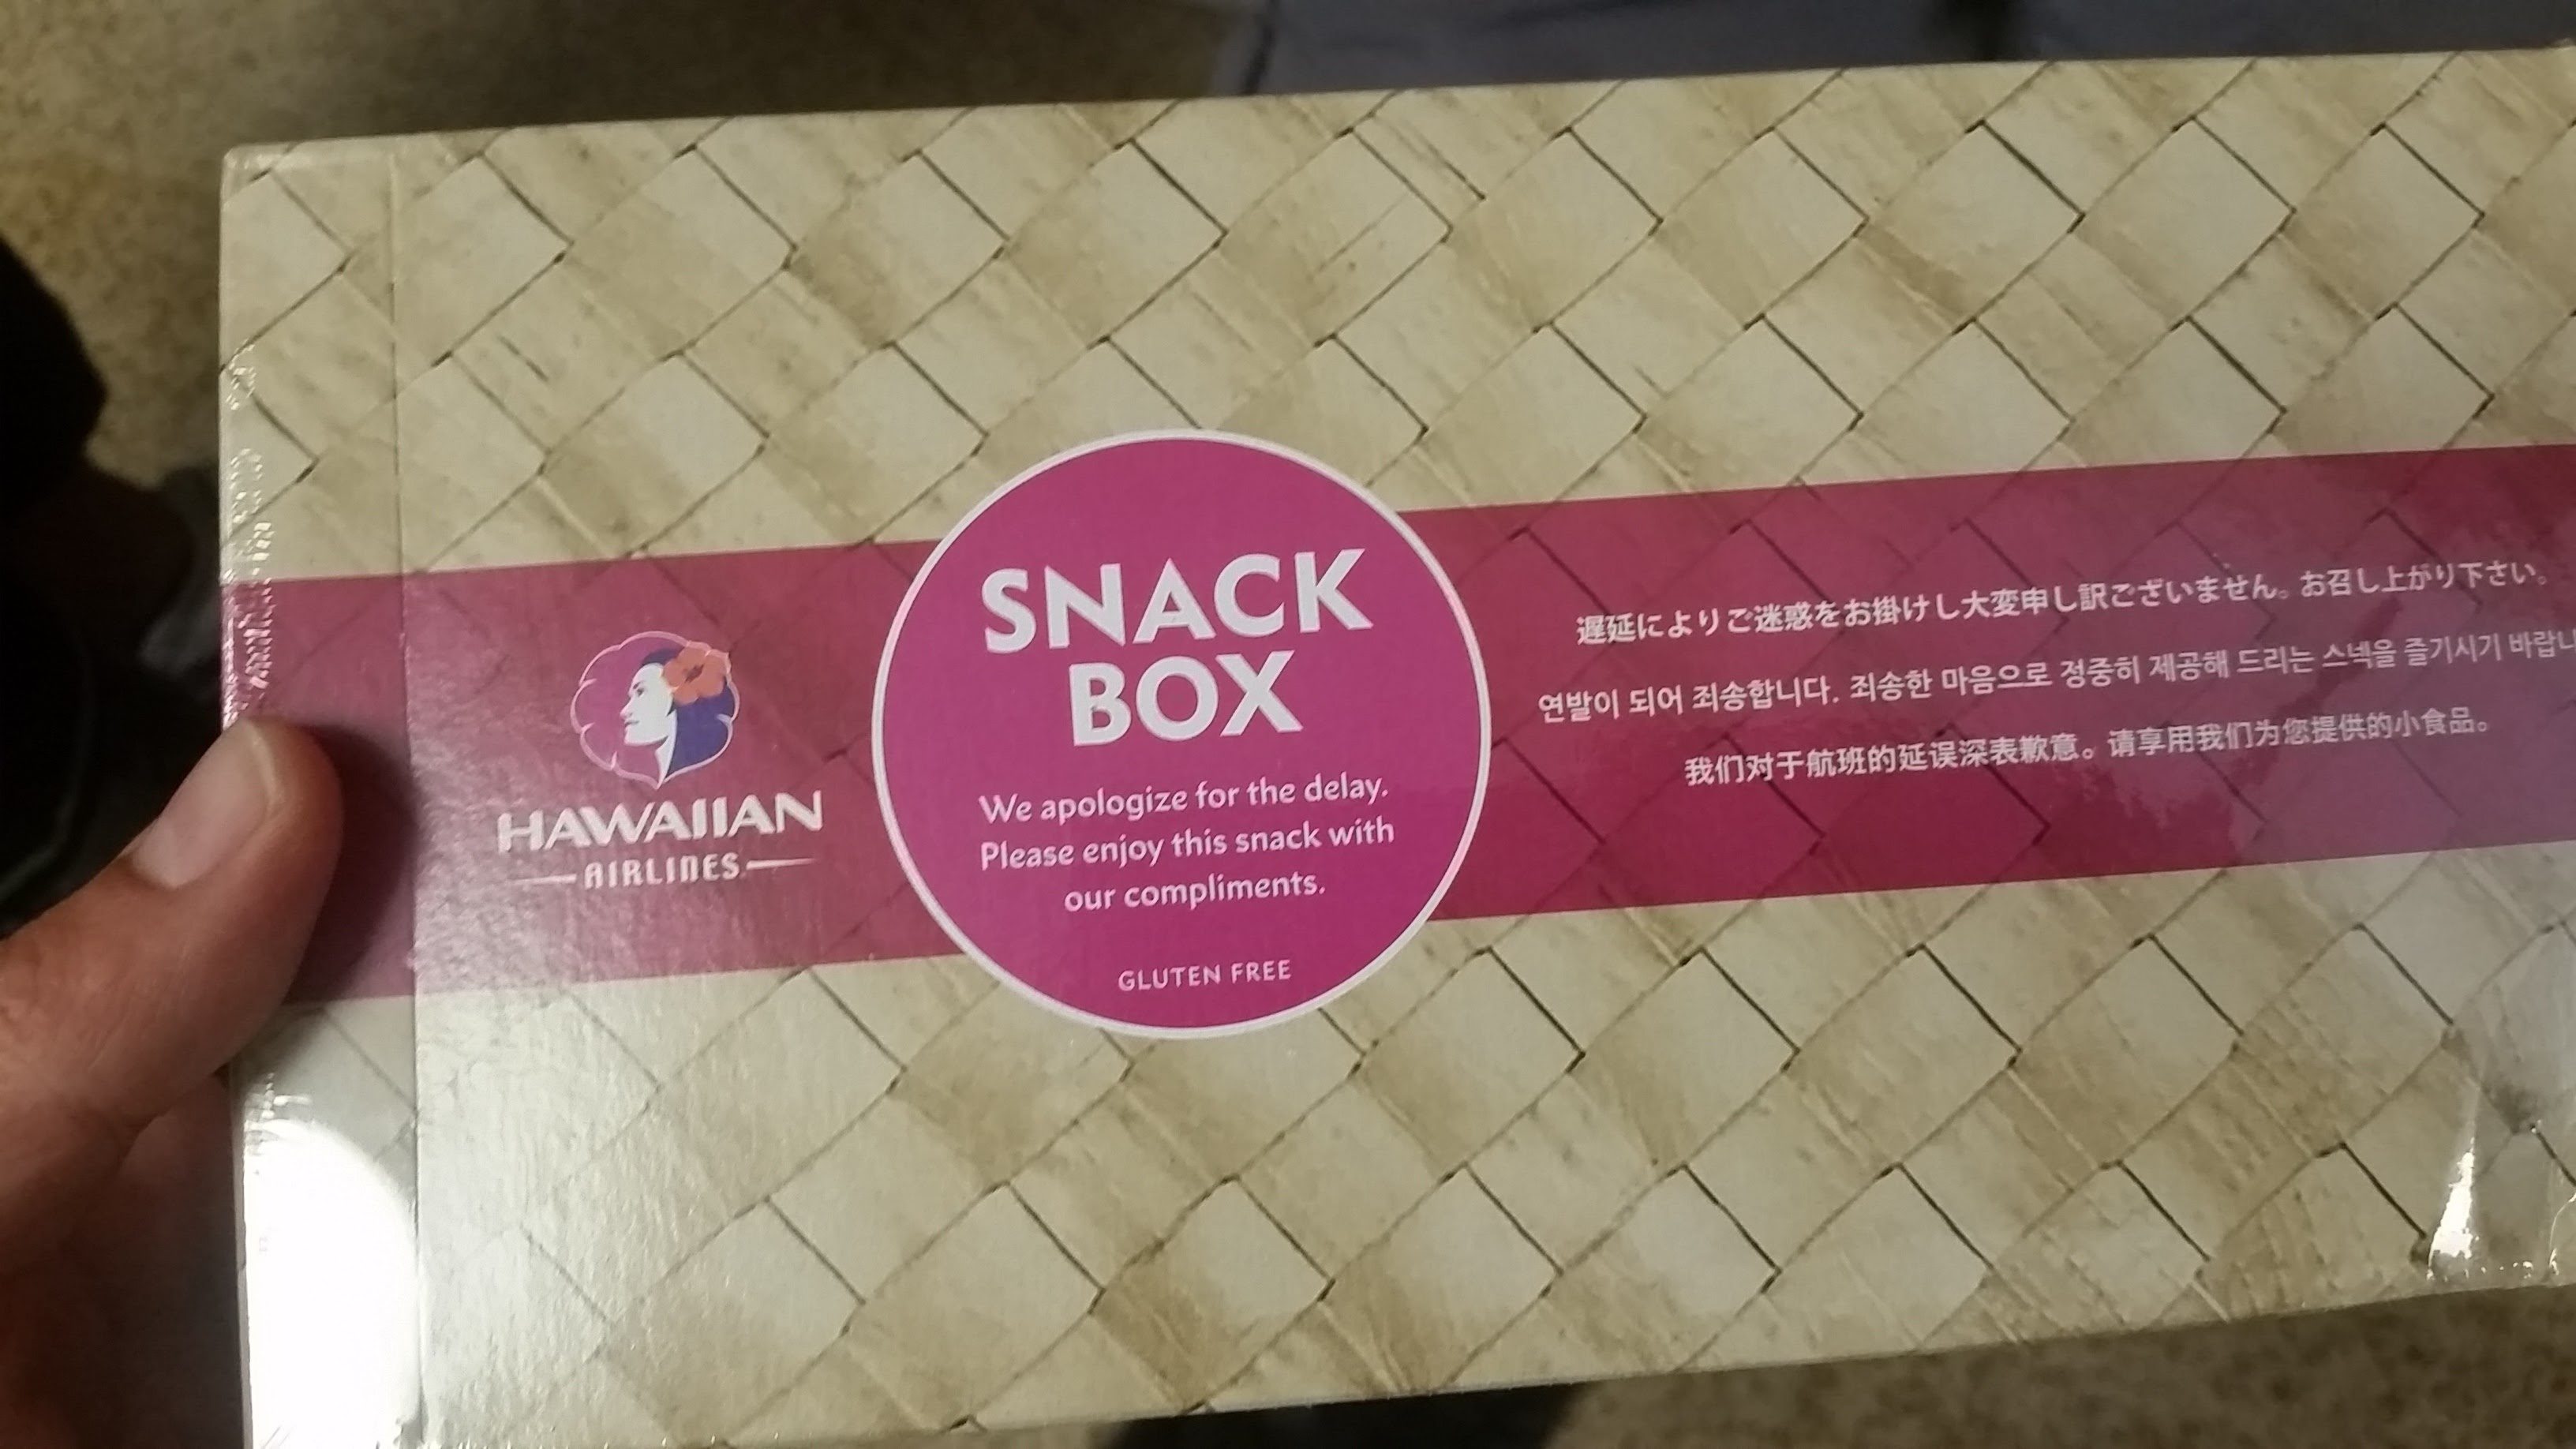 HAWAIIAN
AIRLINES
SNACK
BOX
We apologize for the delay.
Please enjoy this snack with
our compliments.
GLUTEN FREE
遅延によりご迷惑をお掛けし大変申し訳ございません。お召し上がり下さい。
연발이 되어 죄송합니다. 죄송한 마음으로 정중히 제공해 드리는 스넥을 즐기시기
我们对于航班的延误深表歉意。请享用我们为您提供的小食品。